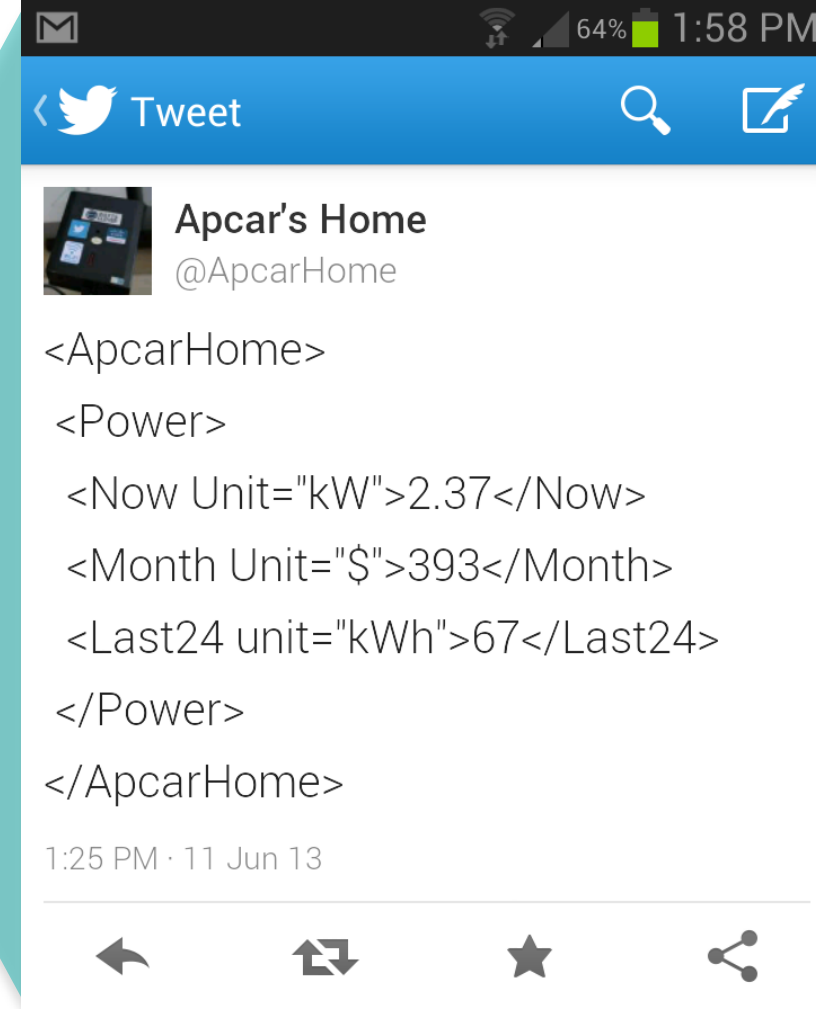 64% 1:58 PM
Tweet
Apcar's Home
@ApcarHome
<ApcarHome>
<Power>
<Now Unit="kW">2.37</Now>
<Month Unit="$">393</Month>
<Last24 unit="kWh">67</Last24>
</Power>
</ApcarHome>
1:25 PM · 11 Jun 13